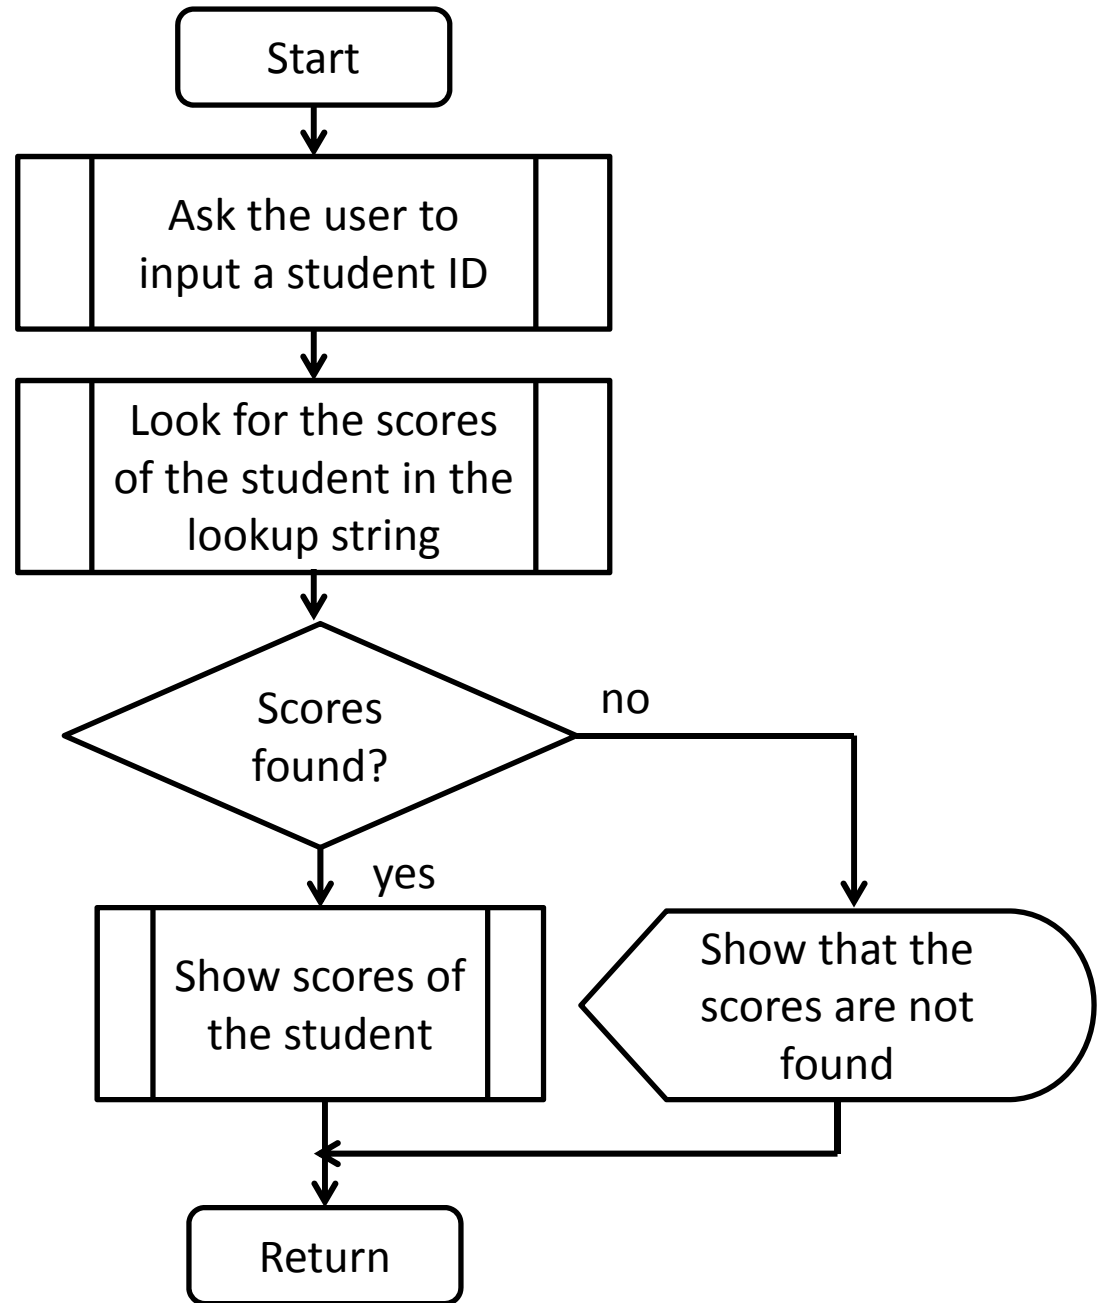 Start
Ask the user to
input a student ID
Look for the scores
of the student in the
lookup string
Scores
found?
no
yes
Show scores of
the student
Show that the
scores are not
found
Return